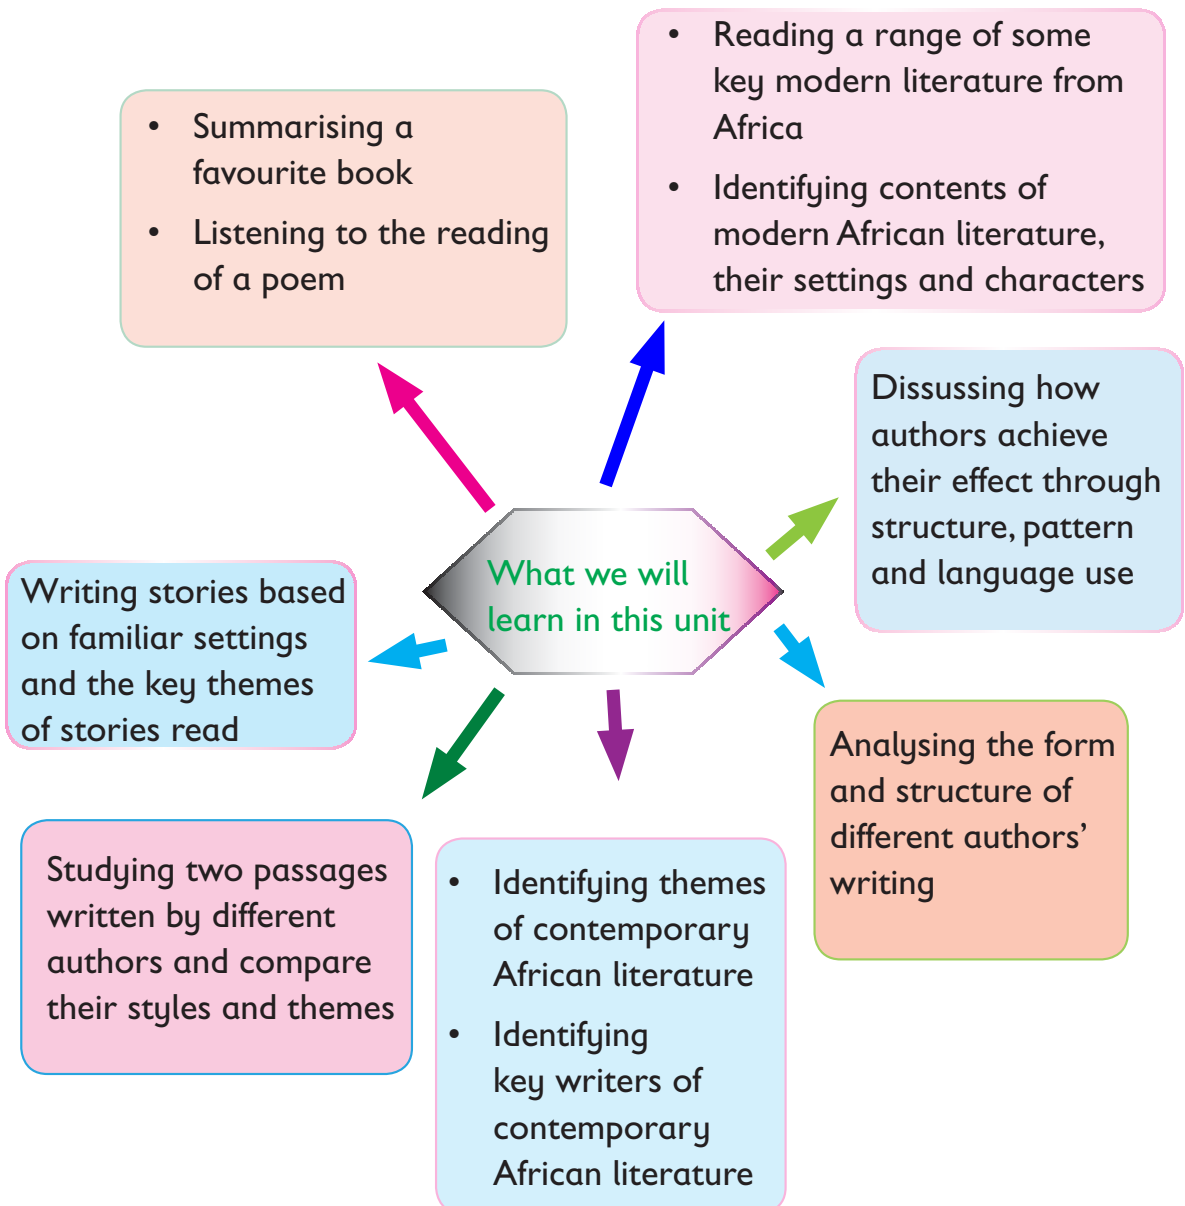 • Summarising a
favourite book
• Listening to the reading
of a poem
• Reading a range of some
key modern literature from
Africa
• Identifying contents of
modern African literature,
their settings and characters
Dissussing how
authors achieve
their effect through
structure, pattern
and language use
What we will
learn in this unit
Writing stories based
on familiar settings
and the key themes
of stories read
Analysing the form
and structure of
different authors’
writing
Studying two passages
written by different
authors and compare
their styles and themes
• Identifying themes
of contemporary
African literature
• Identifying
key writers of
contemporary
African literature